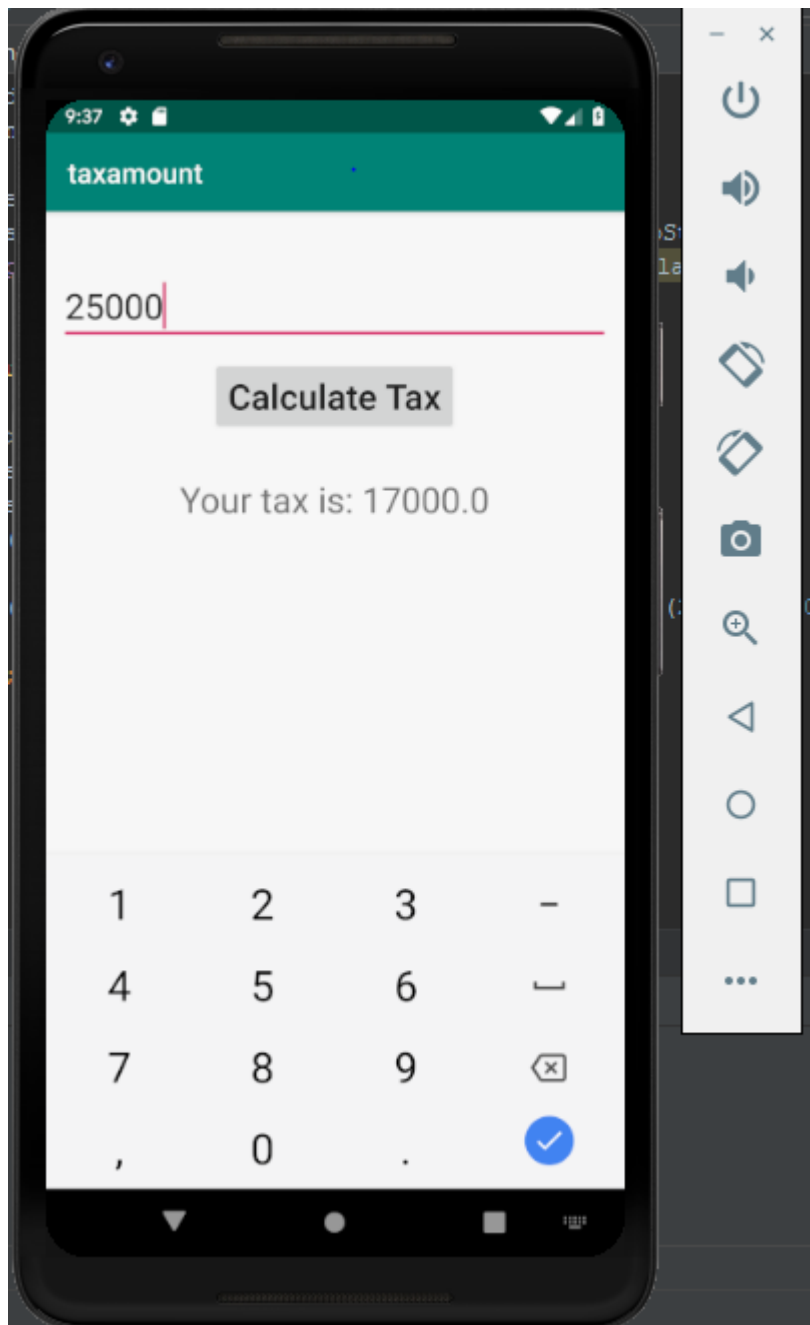 9:37
taxamount
25000
Calculate Tax
Your tax is: 17000.0
1 2 3 –
4 5 6
7 8 9
, 0 .